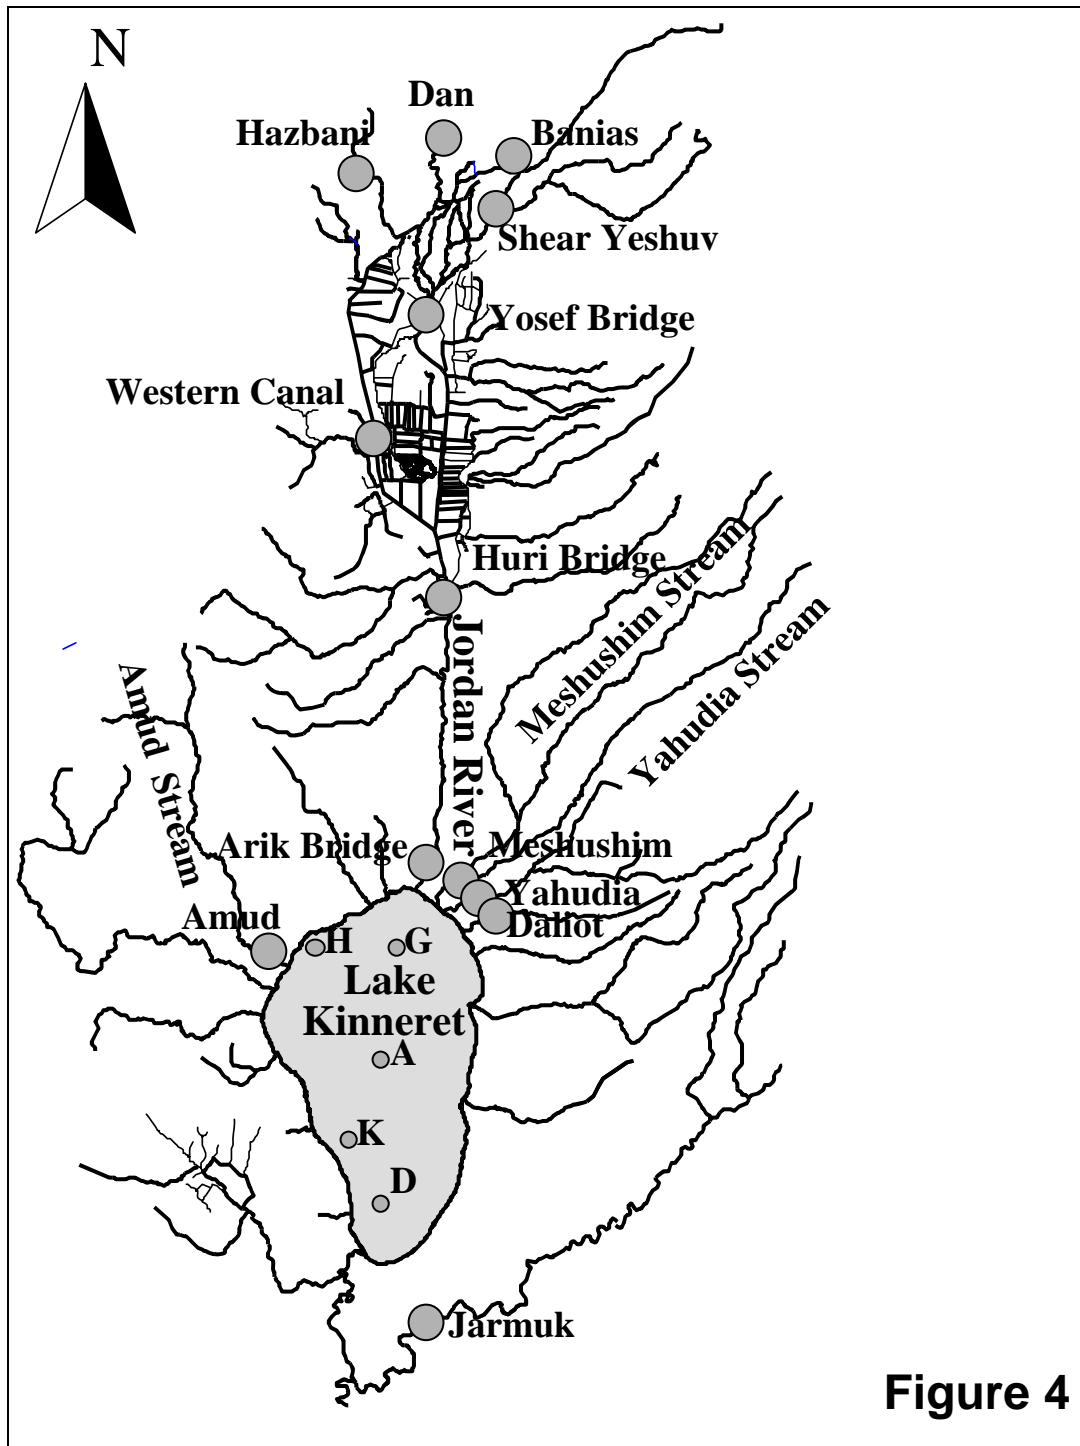 N
Dan
Hazbani
Banias
Shear Yeshuv
Yosef Bridge
Western Canal
Huri Bridge
Meshushim Stream
Yahudia Stream
Jordan River
Amud Stream
Arik Bridge
Meshushim
Yahudia
Daliot
Amud
H
G
Lake
Kinneret
A
K
D
Jarmuk
Figure 4